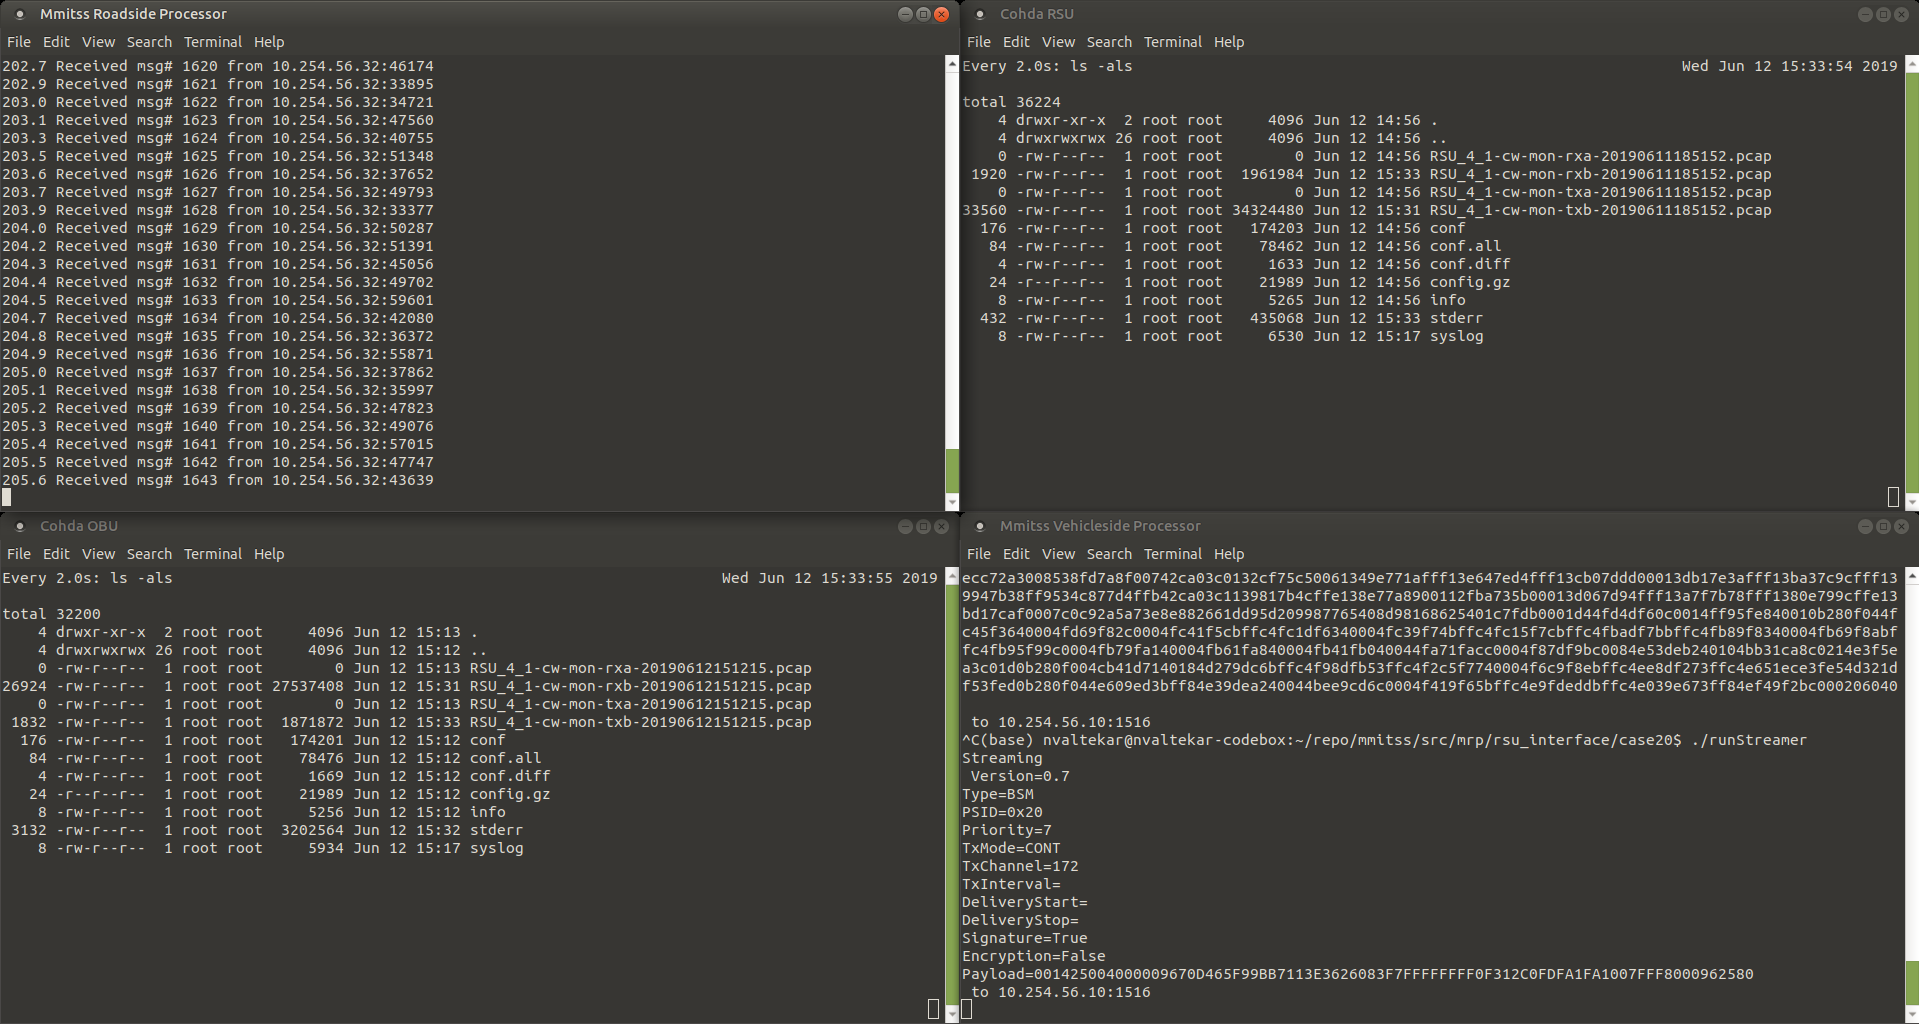 Mmitss Roadside Processor
File Edit View Search Terminal Help
202.7 Received msg# 1620 from 10.254.56.32:46174
202.9 Received msg# 1621 from 10.254.56.32:33895
203.0 Received msg# 1622 from 10.254.56.32:34721
203.1 Received msg# 1623 from 10.254.56.32:47560
203.3 Received msg# 1624 from 10.254.56.32:40755
203.5 Received msg# 1625 from 10.254.56.32:51348
203.6 Received msg# 1626 from 10.254.56.32:37652
203.7 Received msg# 1627 from 10.254.56.32:49793
203.9 Received msg# 1628 from 10.254.56.32:33377
204.0 Received msg# 1629 from 10.254.56.32:50287
204.2 Received msg# 1630 from 10.254.56.32:51391
204.3 Received msg# 1631 from 10.254.56.32:45056
204.4 Received msg# 1632 from 10.254.56.32:49702
204.5 Received msg# 1633 from 10.254.56.32:59601
204.7 Received msg# 1634 from 10.254.56.32:42080
204.8 Received msg# 1635 from 10.254.56.32:36372
204.9 Received msg# 1636 from 10.254.56.32:55871
205.0 Received msg# 1637 from 10.254.56.32:37862
205.1 Received msg# 1638 from 10.254.56.32:35997
205.2 Received msg# 1639 from 10.254.56.32:47823
205.3 Received msg# 1640 from 10.254.56.32:49076
205.4 Received msg# 1641 from 10.254.56.32:57015
205.5 Received msg# 1642 from 10.254.56.32:47747
205.6 Received msg# 1643 from 10.254.56.32:43639
Cohda RSU
File Edit View Search Terminal Help
Every 2.0s: ls -als Wed Jun 12 15:33:54 2019
total 36224
4 drwxr-xr-x 2 root root 4096 Jun 12 14:56 .
4 drwxrwxrwx 26 root root 4096 Jun 12 14:56 ..
0 -rw-r--r-- 1 root root 0 Jun 12 14:56 RSU_4_1-cw-mon-rxa-20190611185152.pcap
1920 -rw-r--r-- 1 root root 1961984 Jun 12 15:33 RSU_4_1-cw-mon-rxb-20190611185152.pcap
0 -rw-r--r-- 1 root root 0 Jun 12 14:56 RSU_4_1-cw-mon-txa-20190611185152.pcap
33560 -rw-r--r-- 1 root root 34324480 Jun 12 15:31 RSU_4_1-cw-mon-txb-20190611185152.pcap
176 -rw-r--r-- 1 root root 174203 Jun 12 14:56 conf
84 -rw-r--r-- 1 root root 78462 Jun 12 14:56 conf.all
4 -rw-r--r-- 1 root root 1633 Jun 12 14:56 conf.diff
24 -r--r--r-- 1 root root 21989 Jun 12 14:56 config.gz
8 -rw-r--r-- 1 root root 5265 Jun 12 14:56 info
432 -rw-r--r-- 1 root root 435068 Jun 12 15:33 stderr
8 -rw-r--r-- 1 root root 6530 Jun 12 15:17 syslog
Cohda OBU
File Edit View Search Terminal Help
Every 2.0s: ls -als Wed Jun 12 15:33:55 2019
total 32200
4 drwxr-xr-x 2 root root 4096 Jun 12 15:13 .
4 drwxrwxrwx 26 root root 4096 Jun 12 15:12 ..
0 -rw-r--r-- 1 root root 0 Jun 12 15:13 RSU_4_1-cw-mon-rxa-20190612151215.pcap
26924 -rw-r--r-- 1 root root 27537408 Jun 12 15:31 RSU_4_1-cw-mon-rxb-20190612151215.pcap
0 -rw-r--r-- 1 root root 0 Jun 12 15:13 RSU_4_1-cw-mon-txa-20190612151215.pcap
1832 -rw-r--r-- 1 root root 1871872 Jun 12 15:33 RSU_4_1-cw-mon-txb-20190612151215.pcap
176 -rw-r--r-- 1 root root 174201 Jun 12 15:12 conf
84 -rw-r--r-- 1 root root 78476 Jun 12 15:12 conf.all
4 -rw-r--r-- 1 root root 1669 Jun 12 15:12 conf.diff
24 -r--r--r-- 1 root root 21989 Jun 12 15:12 config.gz
8 -rw-r--r-- 1 root root 5256 Jun 12 15:12 info
3132 -rw-r--r-- 1 root root 3202564 Jun 12 15:32 stderr
8 -rw-r--r-- 1 root root 5934 Jun 12 15:17 syslog
Mmitss Vehicleside Processor
File Edit View Search Terminal Help
ecc72a3008538fd7a8f00742ca03c0132cf75c50061349e771afff13e647ed4fff13cb07ddd00013db17e3afff13ba37c9cfff13
9947b38ff9534c877d4ffb42ca03c1139817b4cffe138e77a8900112fba735b00013d067d94fff13a7f7b78fff1380e799cffe13
bd17caf0007c0c92a5a73e8e882661dd95d209987765408d98168625401c7fdb0001d44fd4df60c0014ff95fe840010b280f044f
c45f3640004fd69f82c0004fc41f5cbffc4fc1df6340004fc39f74bffc4fc15f7cbffc4fbadf7bbffc4fb89f8340004fb69f8abf
fc4fb95f99c0004fb79fa140004fb61fa840004fb41fb040044fa71facc0004f87df9bc0084e53deb240104bb31ca8c0214e3f5e
a3c01d0b280f004cb41d7140184d279dc6bffc4f98dfb53ffc4f2c5f7740004f6c9f8ebffc4ee8df273ffc4e651ece3fe54d321d
f53fed0b280f044e609ed3bff84e39dea240044bee9cd6c0004f419f65bffc4e9fdeddbffc4e039e673ff84ef49f2bc000206040
to 10.254.56.10:1516
^C(base) nvaltekar@nvaltekar-codebox:~/repo/mmitss/src/mrp/rsu_interface/case20$ ./runStreamer
Streaming
Version=0.7
Type=BSM
PSID=0x20
Priority=7
TxMode=CONT
TxChannel=172
TxInterval=
DeliveryStart=
DeliveryStop=
Signature=True
Encryption=False
Payload=001425004000009670D465F99BB7113E3626083F7FFFFFFFF0F312C0FDFA1FA1007FFF8000962580
to 10.254.56.10:1516